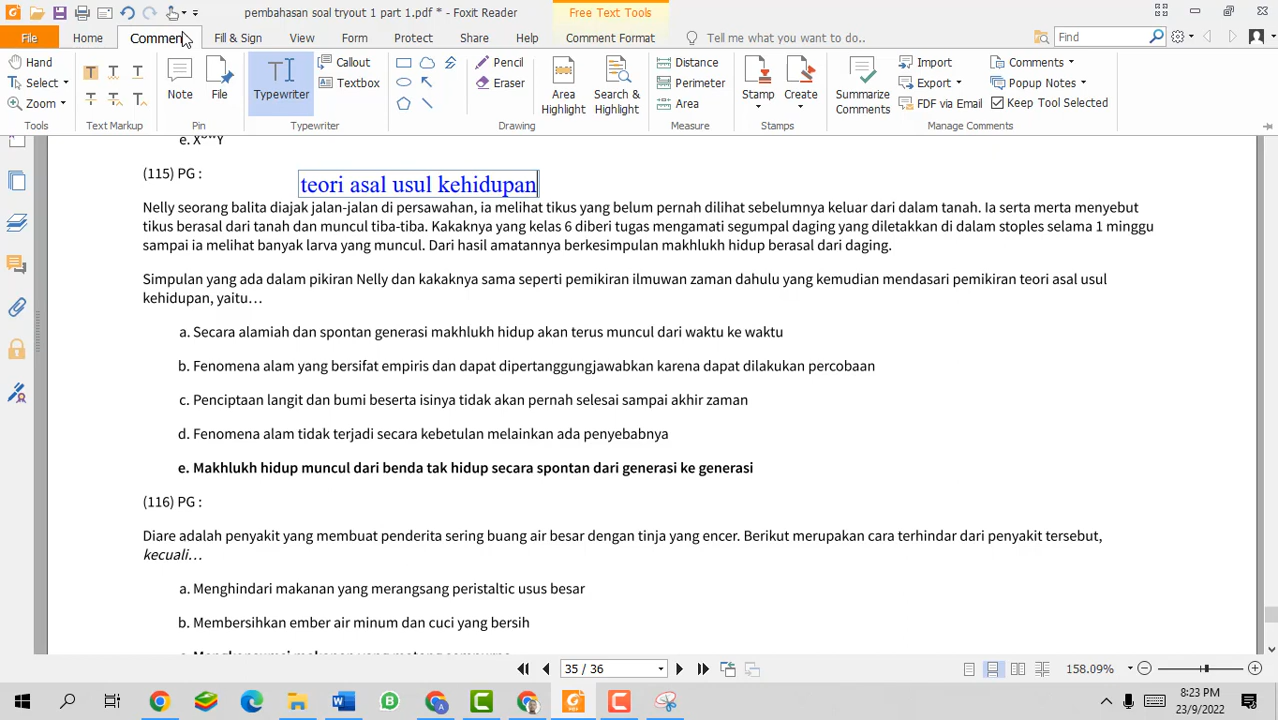 pembahasan soal tryout 1 part 1.pdf * - Foxit Reader
Free Text Tools
File Home Comment Fill & Sign View Form Protect Share Help Comment Format Tell me what you want to do.. Find
Hand
Select
Zoom
Tools
Text Markup
Note
File
Pin
Typewriter
Callout
Textbox
Typewriter
Pencil
Eraser
Area Highlight
Search & Highlight
Drawing
Distance
Perimeter
Area
Measure
Stamp
Create
Stamps
Summarize Comments
Import
Export
FDF via Email
Comments
Popup Notes
Keep Tool Selected
Manage Comments
(115) PG :
teori asal usul kehidupan
Nelly seorang balita diajak jalan-jalan di persawahan, ia melihat tikus yang belum pernah dilihat sebelumnya keluar dari dalam tanah. Ia serta merta menyebut
tikus berasal dari tanah dan muncul tiba-tiba. Kakaknya yang kelas 6 diberi tugas mengamati segumpal daging yang diletakkan di dalam stoples selama 1 minggu
sampai ia melihat banyak larva yang muncul. Dari hasil amatannya berkesimpulan makhlukh hidup berasal dari daging.
Simpulan yang ada dalam pikiran Nelly dan kakaknya sama seperti pemikiran ilmuwan zaman dahulu yang kemudian mendasari pemikiran teori asal usul
kehidupan, yaitu…
a. Secara alamiah dan spontan generasi makhlukh hidup akan terus muncul dari waktu ke waktu
b. Fenomena alam yang bersifat empiris dan dapat dipertanggungjawabkan karena dapat dilakukan percobaan
c. Penciptaan langit dan bumi beserta isinya tidak akan pernah selesai sampai akhir zaman
d. Fenomena alam tidak terjadi secara kebetulan melainkan ada penyebabnya
e. Makhlukh hidup muncul dari benda tak hidup secara spontan dari generasi ke generasi
(116) PG :
Diare adalah penyakit yang membuat penderita sering buang air besar dengan tinja yang encer. Berikut merupakan cara terhindar dari penyakit tersebut,
kecuali…
a. Menghindari makanan yang merangsang peristaltic usus besar
b. Membersihkan ember air minum dan cuci yang bersih
35 / 36
158.09%
8:23 PM
23/9/2022